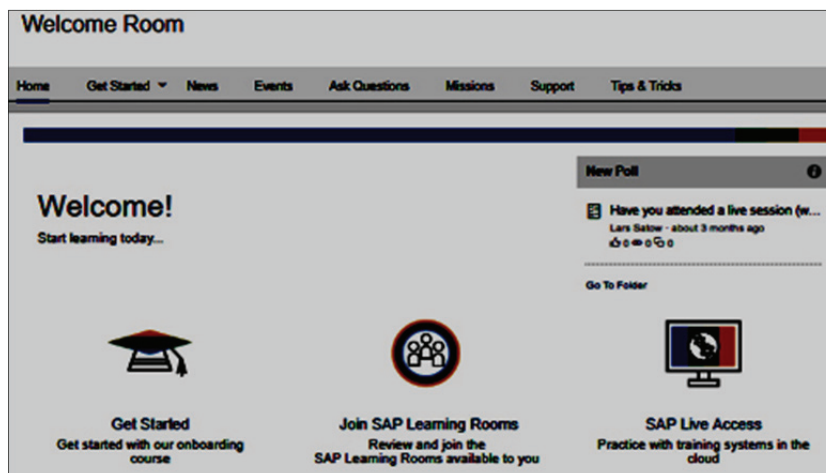 Welcome Room
Home Get Started News Events Ask Questions Missions Support Tips & Tricks
New Poll
Have you attended a live session (w...
Lars Satow - about 3 months ago
0 0 0
Go To Folder
Welcome!
Start learning today...
Get Started
Get started with our onboarding
course
Join SAP Learning Rooms
Review and join the
SAP Learning Rooms available to you
SAP Live Access
Practice with training systems in the
cloud